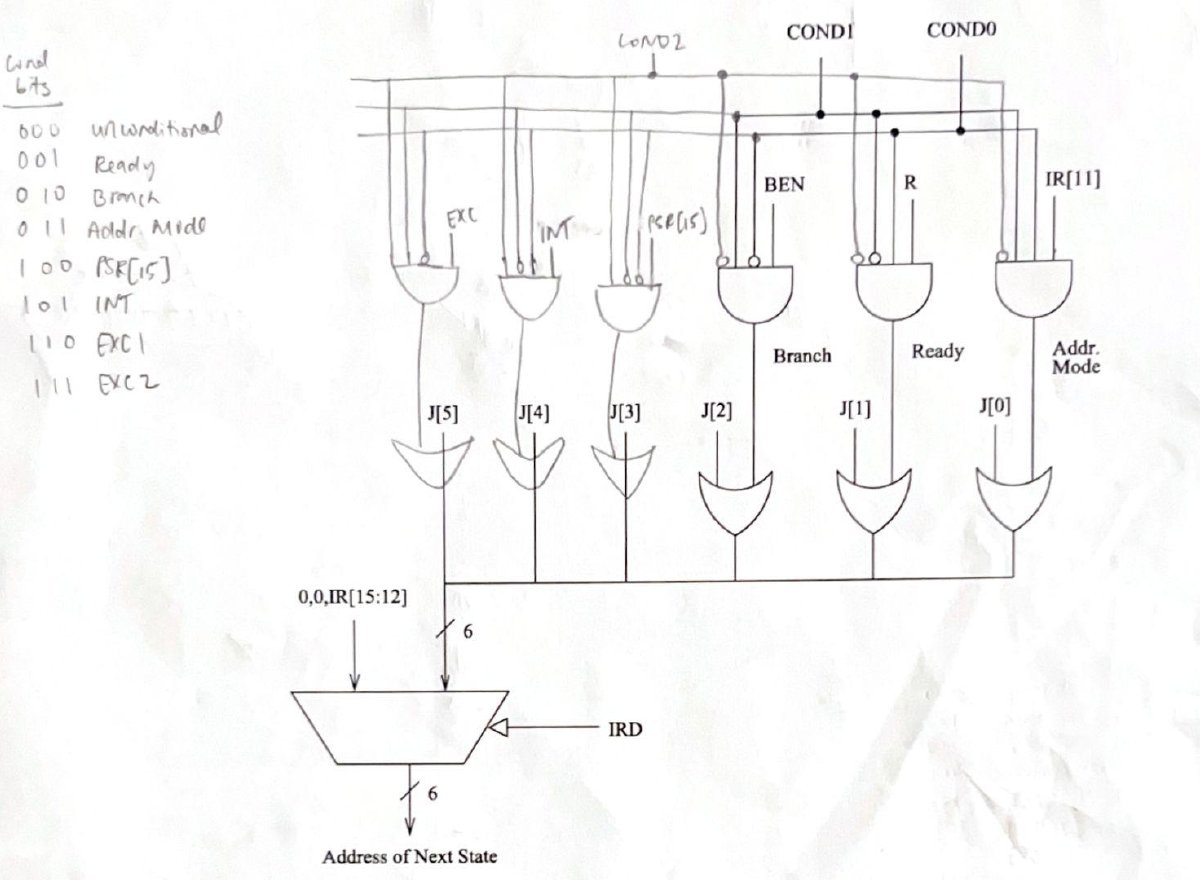 COND2
COND1
COND0
Cond
bits
000 unconditional
001 Ready
010 Branch
011 Addr. Mode
100 PSR[15]
101 INT
110 EXC1
111 EXC2
EXC
INT
PSR[15]
BEN
R
IR[11]
Branch
Ready
Addr.
Mode
J[5]
J[4]
J[3]
J[2]
J[1]
J[0]
0,0,IR[15:12]
6
IRD
6
Address of Next State